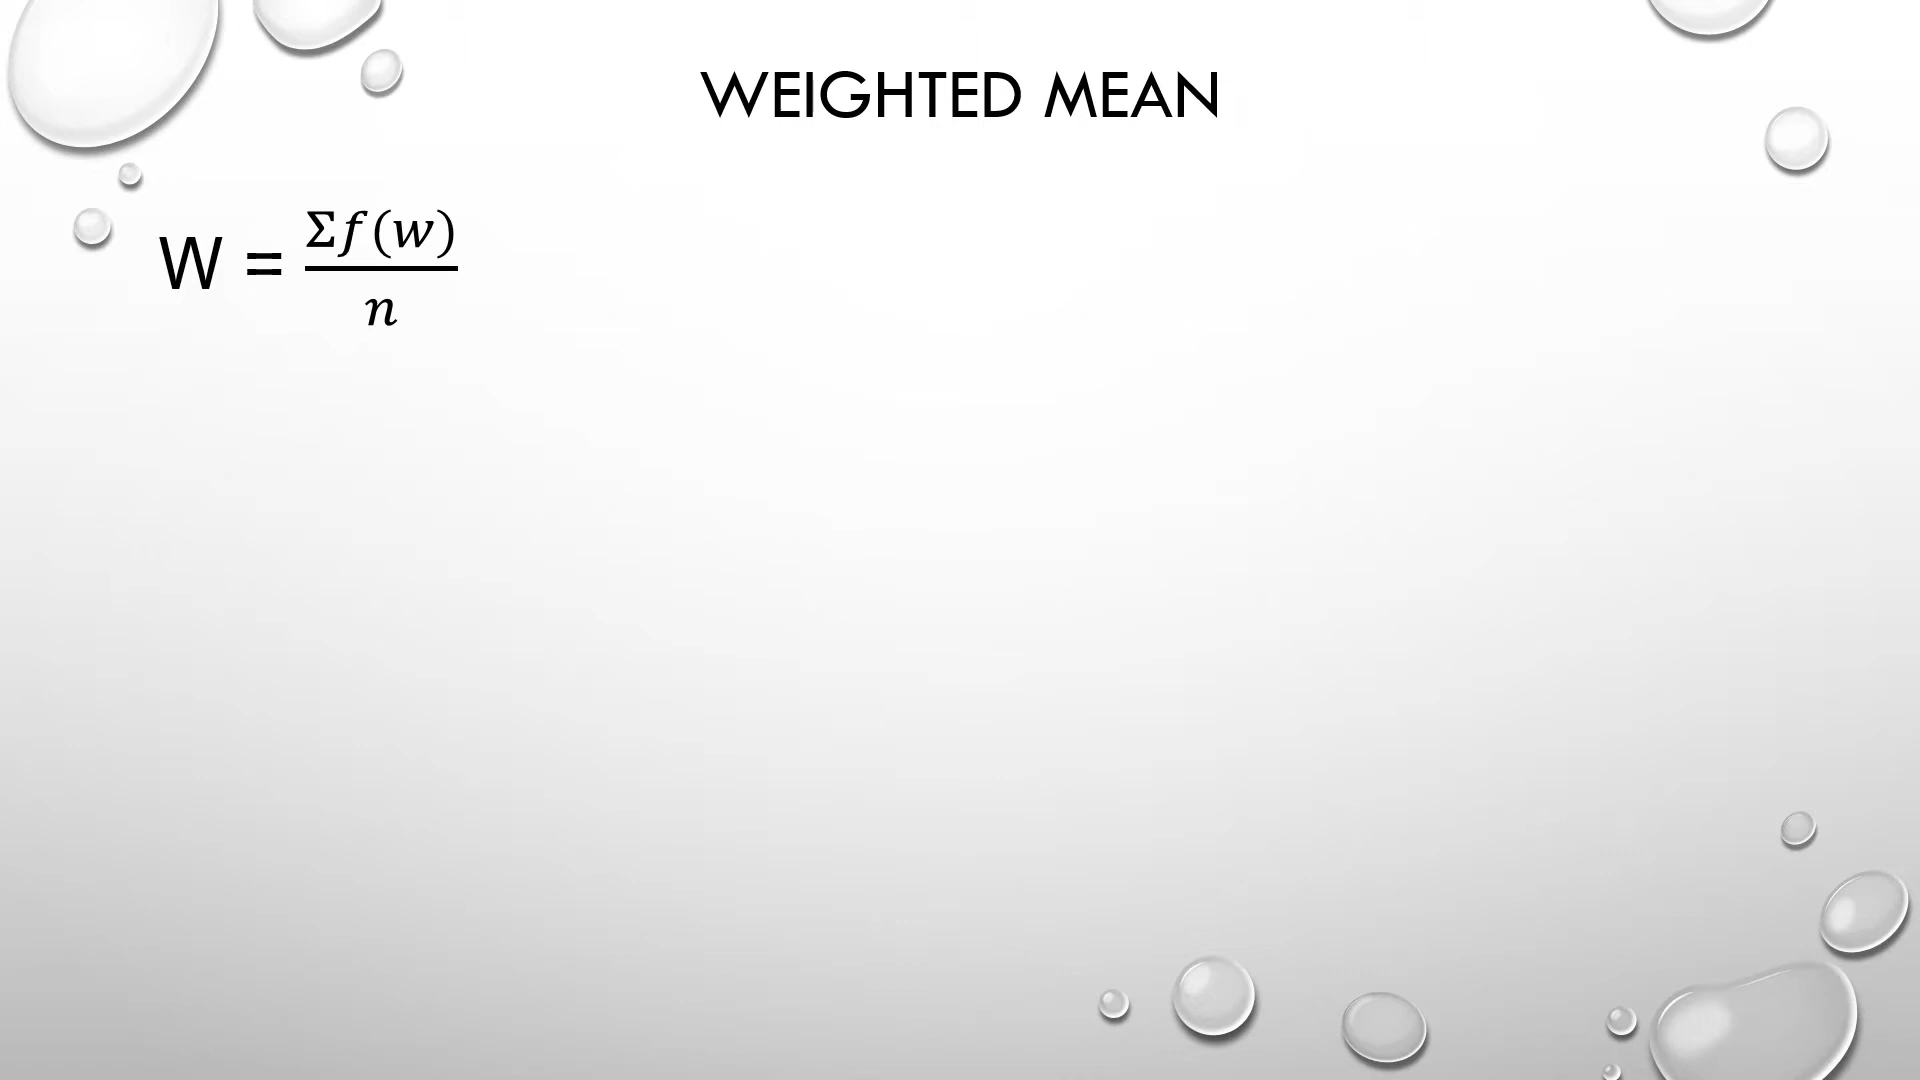 WEIGHTED MEAN
W = Σf(w)/n